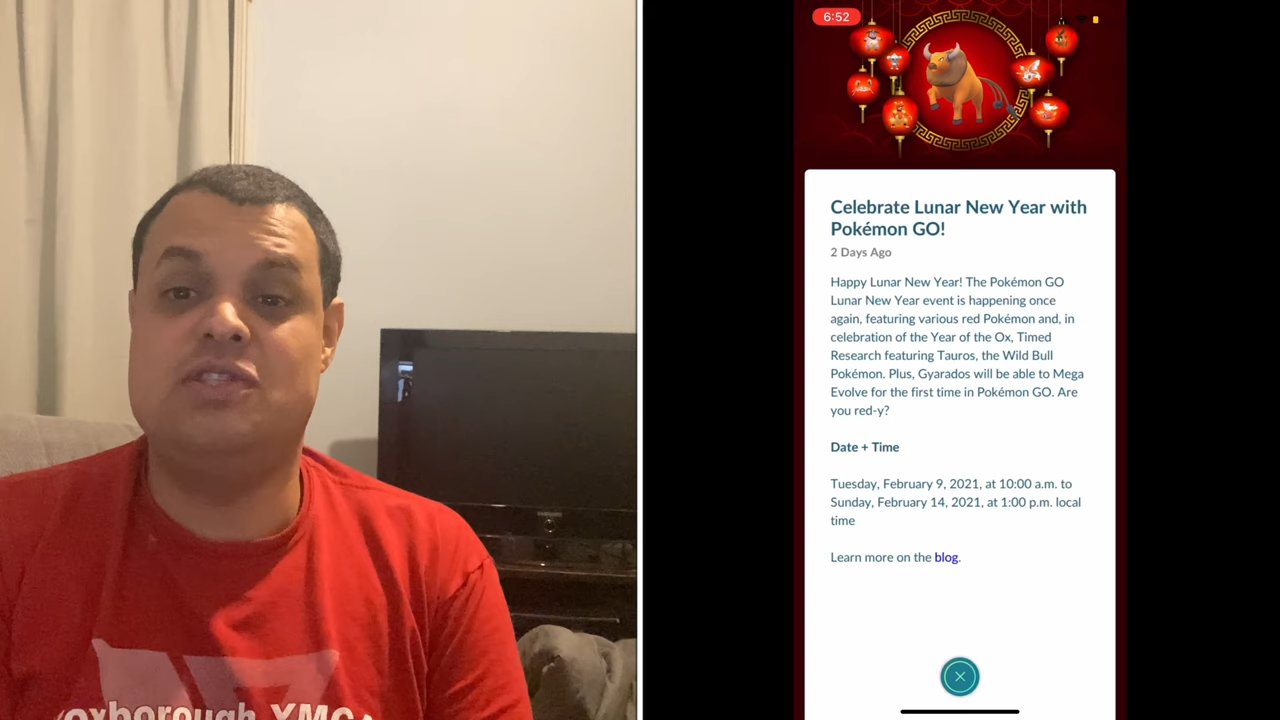 6:52
Celebrate Lunar New Year with
Pokémon GO!
2 Days Ago
Happy Lunar New Year! The Pokémon GO
Lunar New Year event is happening once
again, featuring various red Pokémon and, in
celebration of the Year of the Ox, Timed
Research featuring Tauros, the Wild Bull
Pokémon. Plus, Gyarados will be able to Mega
Evolve for the first time in Pokémon GO. Are
you red-y?
Date + Time
Tuesday, February 9, 2021, at 10:00 a.m. to
Sunday, February 14, 2021, at 1:00 p.m. local
time
Learn more on the blog.
oxborough YMCA